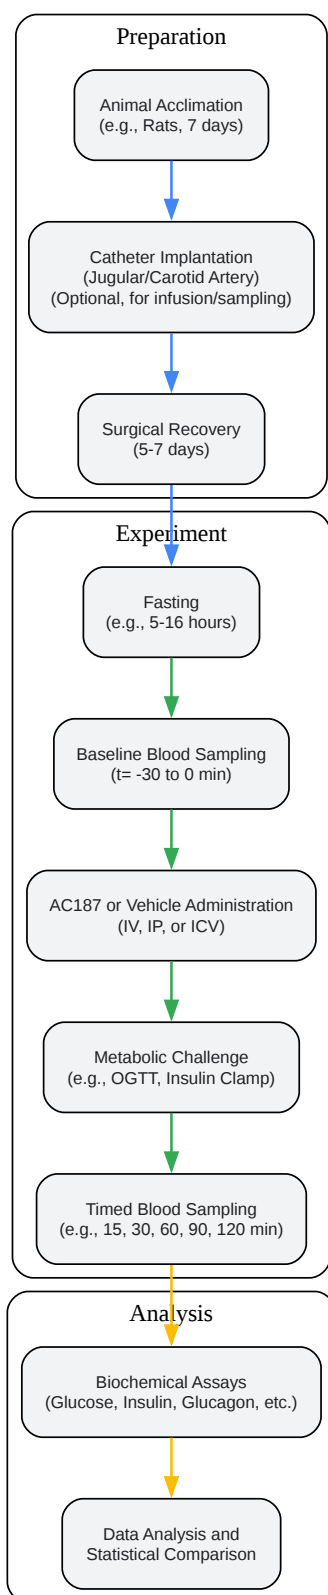 Preparation
Animal Acclimation
(e.g., Rats, 7 days)
Catheter Implantation
(Jugular/Carotid Artery)
(Optional, for infusion/sampling)
Surgical Recovery
(5-7 days)
Experiment
Fasting
(e.g., 5-16 hours)
Baseline Blood Sampling
(t= -30 to 0 min)
AC187 or Vehicle Administration
(IV, IP, or ICV)
Metabolic Challenge
(e.g., OGTT, Insulin Clamp)
Timed Blood Sampling
(e.g., 15, 30, 60, 90, 120 min)
Analysis
Biochemical Assays
(Glucose, Insulin, Glucagon, etc.)
Data Analysis and
Statistical Comparison